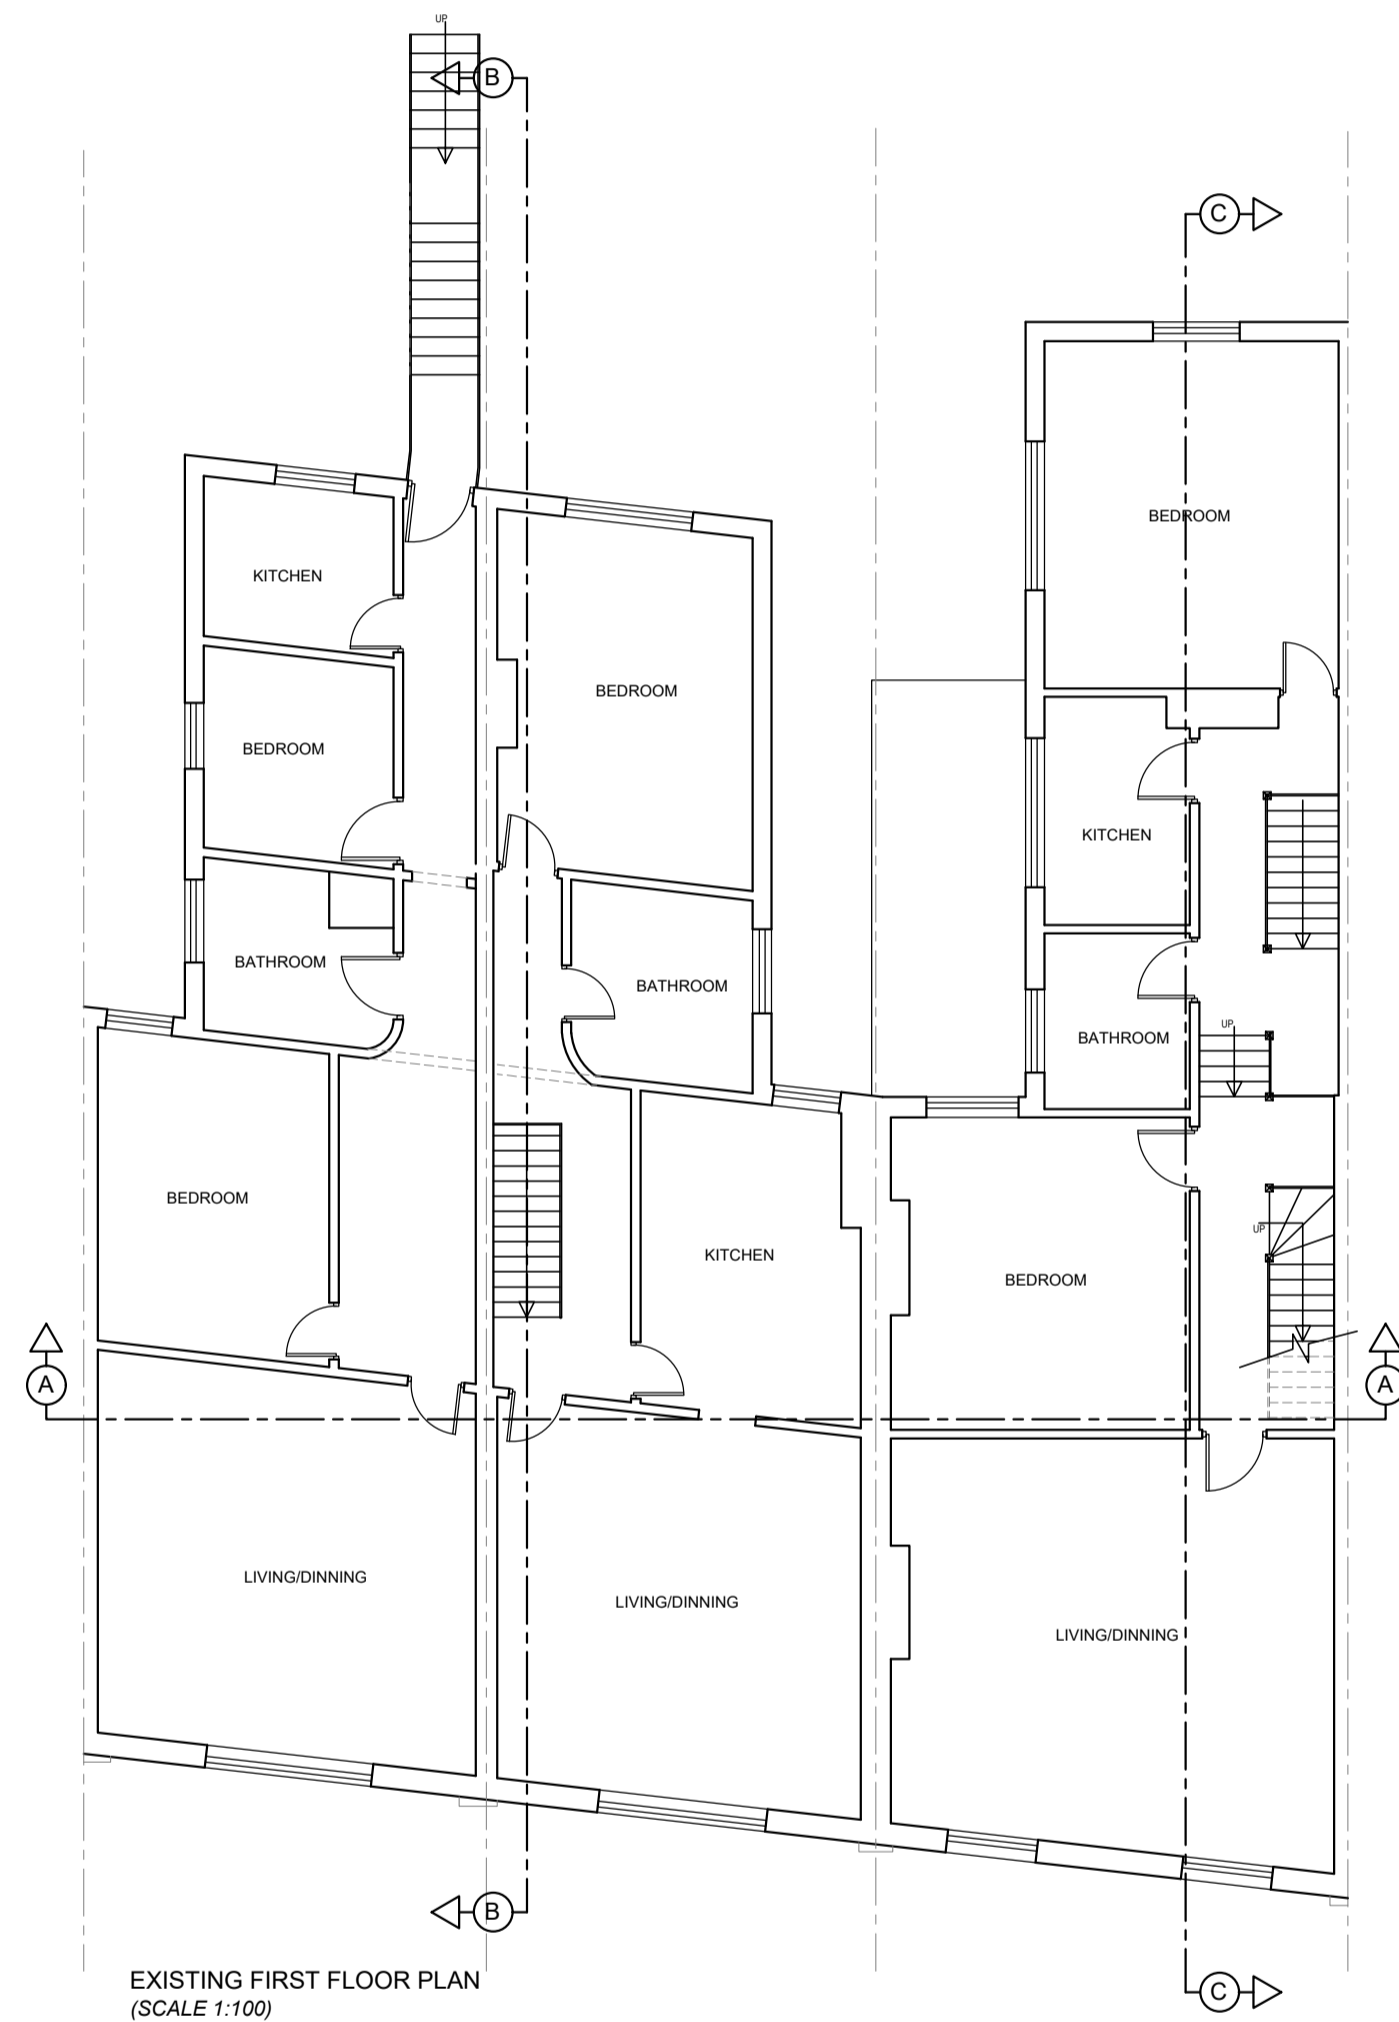 UP
B
C
BEDROOM
KITCHEN
BEDROOM
BEDROOM
KITCHEN
BATHROOM
BATHROOM
UP
BATHROOM
BEDROOM
UP
KITCHEN
BEDROOM
A
A
LIVING/DINNING
LIVING/DINNING
LIVING/DINNING
B
EXISTING FIRST FLOOR PLAN
C
(SCALE 1:100)